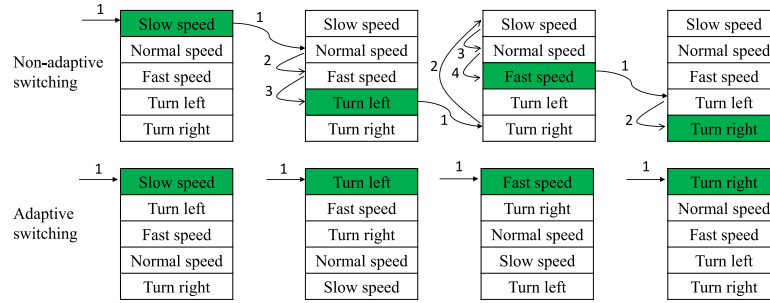 Non-adaptive
switching
1
Slow speed
Normal speed
Fast speed
Turn left
Turn right
1
2
3
Slow speed
Normal speed
Fast speed
Turn left
Turn right
1
2
3
4
Slow speed
Normal speed
Fast speed
Turn left
Turn right
1
2
Slow speed
Normal speed
Fast speed
Turn left
Turn right
Adaptive
switching
1
Slow speed
Turn left
Fast speed
Normal speed
Turn right
1
Turn left
Fast speed
Turn right
Normal speed
Slow speed
1
Fast speed
Turn right
Normal speed
Slow speed
Turn left
1
Turn right
Normal speed
Fast speed
Turn left
Turn right